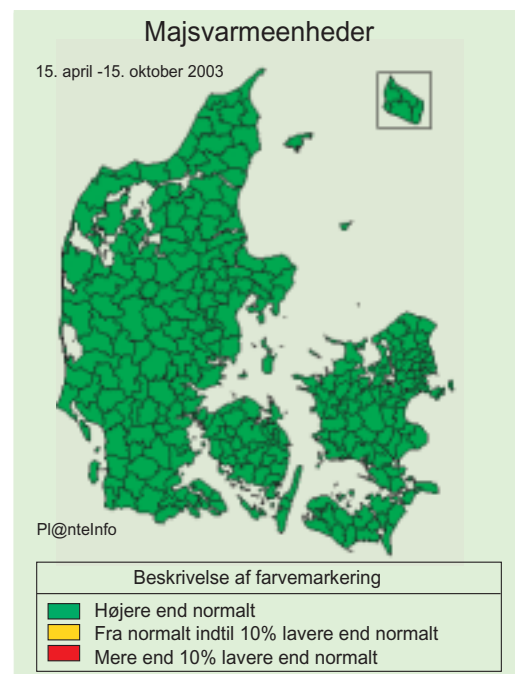 Majsvarmeenheder
15. april -15. oktober 2003
Pl@nteInfo
Beskrivelse af farvemarkering
Højere end normalt
Fra normalt indtil 10% lavere end normalt
Mere end 10% lavere end normalt